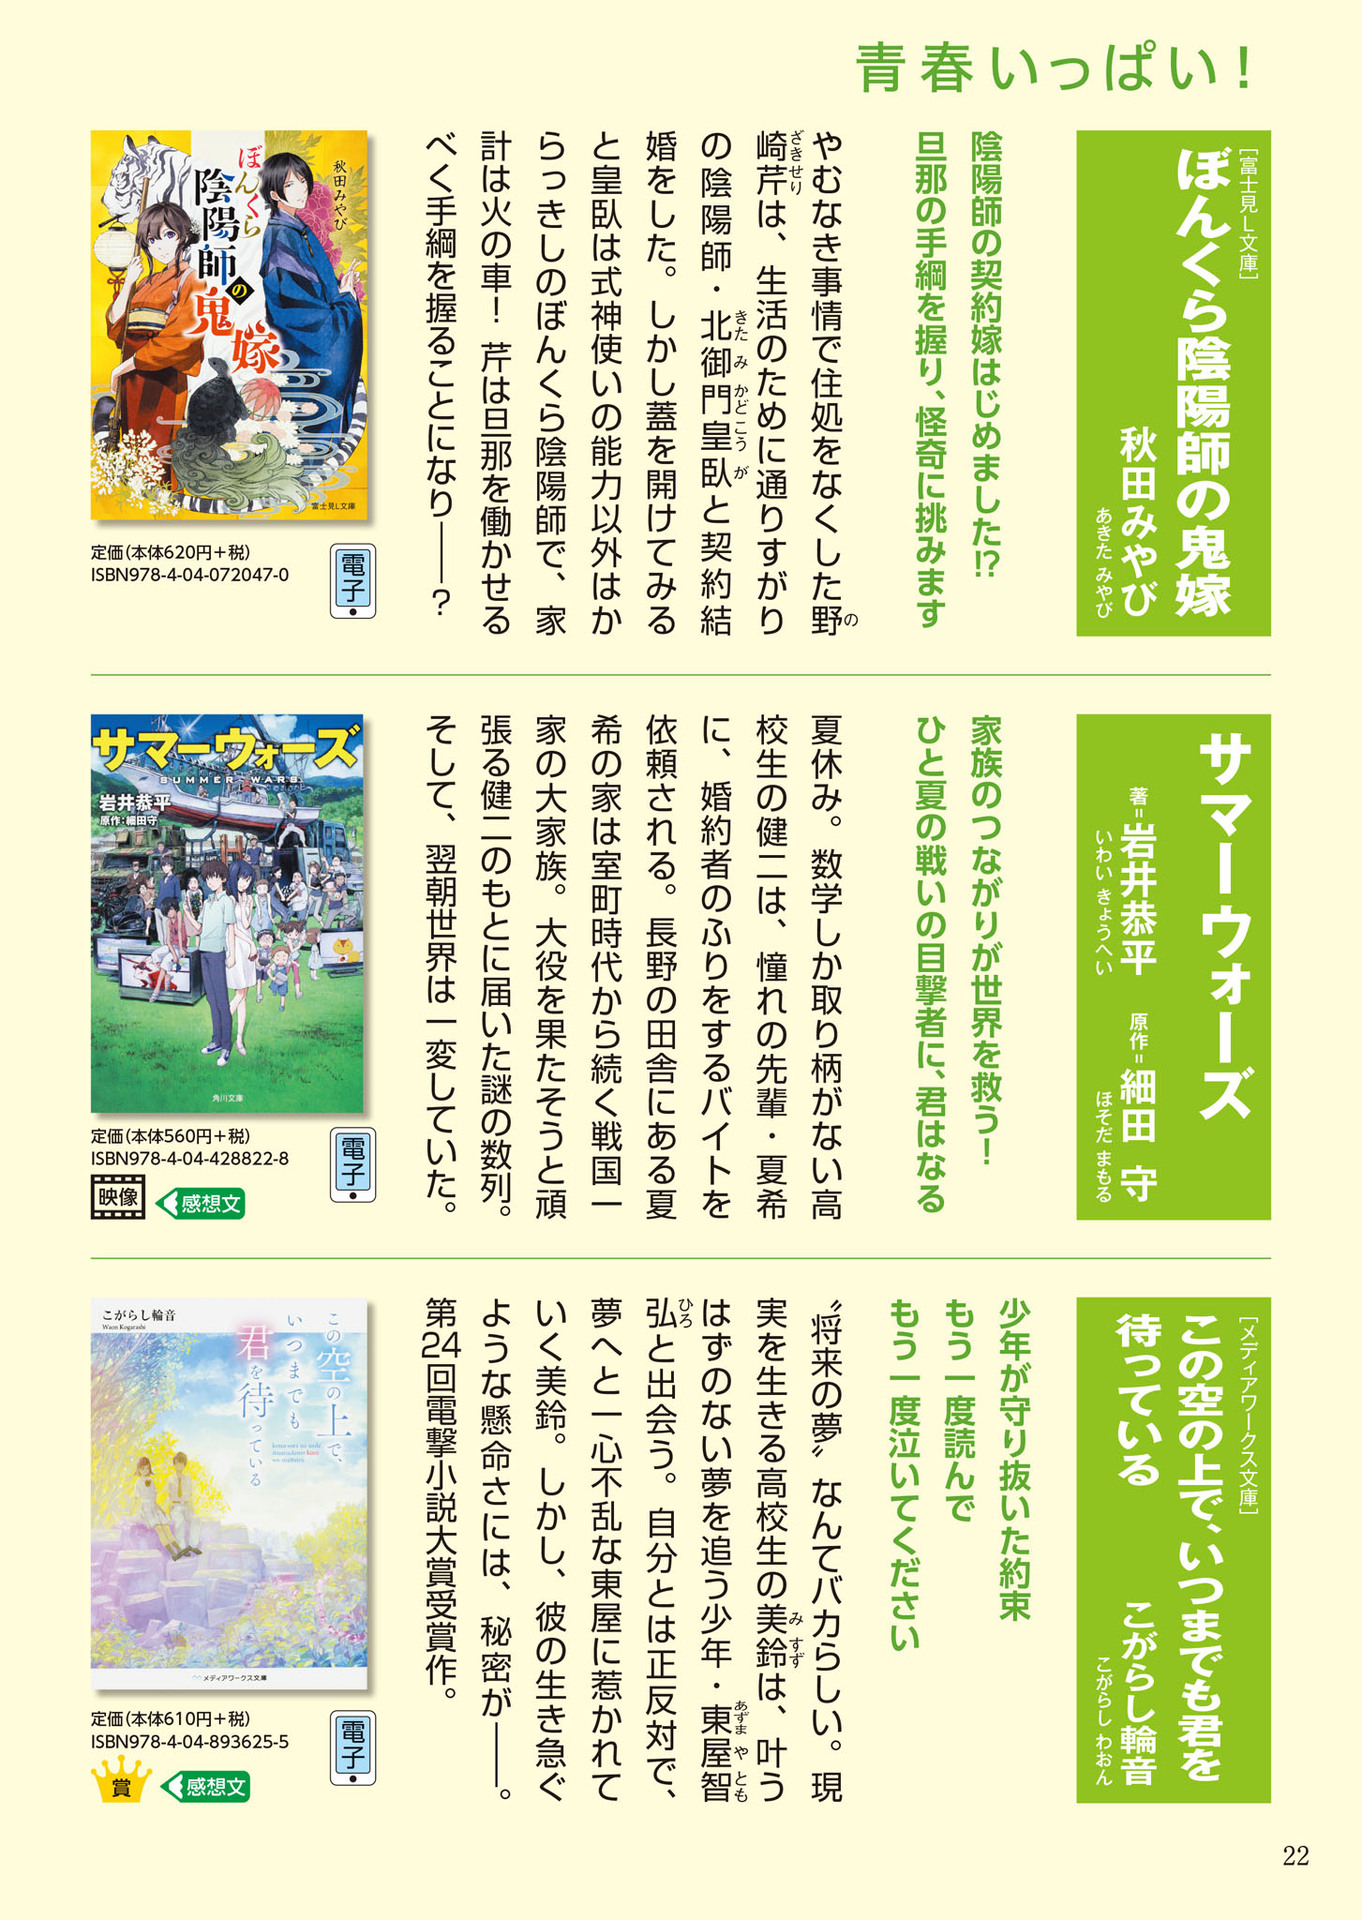 青春いっぱい！
［富士見L文庫］
ぼんくら陰陽師の鬼嫁
秋田みやび
あきた みやび
陰陽師の契約嫁はじめました!?
旦那の手綱を握り、怪奇に挑みます
やむなき事情で住処をなくした野
の
崎芹は、生活のために通りすがり
ざきせり
の陰陽師・北御門皇臥と契約結
きた み かどこう が
婚をした。しかし蓋を開けてみる
と皇臥は式神使いの能力以外はか
らっきしのぼんくら陰陽師で、家
計は火の車！ 芹は旦那を働かせる
べく手綱を握ることになり――？
秋田みやび
ぼんくら
陰陽師の
鬼嫁
富士見L文庫
定価（本体620円＋税）
ISBN978-4-04-072047-0
電子
サマーウォーズ
著＝岩井恭平 原作＝細田 守
いわい きょうへい ほそだ まもる
家族のつながりが世界を救う！
ひと夏の戦いの目撃者に、君はなる
夏休み。数学しか取り柄がない高
校生の健二は、憧れの先輩・夏希
に、婚約者のふりをするバイトを
依頼される。長野の田舎にある夏
希の家は室町時代から続く戦国一
家の大家族。大役を果たそうと頑
張る健二のもとに届いた謎の数列。
そして、翌朝世界は一変していた。
サマーウォーズ
SUMMER WARS
岩井恭平
原作：細田守
角川文庫
定価（本体560円＋税）
ISBN978-4-04-428822-8
電子
映像
感想文
［メディアワークス文庫］
この空の上で、いつまでも君を
待っている
こがらし輪音
こがらし わおん
少年が守り抜いた約束
もう一度読んで
もう一度泣いてください
〝将来の夢〟なんてバカらしい。現
実を生きる高校生の美鈴は、叶う
み すず
はずのない夢を追う少年・東屋智
あずま や とも
弘と出会う。自分とは正反対で、
ひろ
夢へと一心不乱な東屋に惹かれて
いく美鈴。しかし、彼の生き急ぐ
ような懸命さには、秘密が――。
第24回電撃小説大賞受賞作。
こがらし輪音
Waon Kogarashi
この空の上で、
いつまでも
君を待っている
メディアワークス文庫
定価（本体610円＋税）
ISBN978-4-04-893625-5
電子
賞
感想文
22